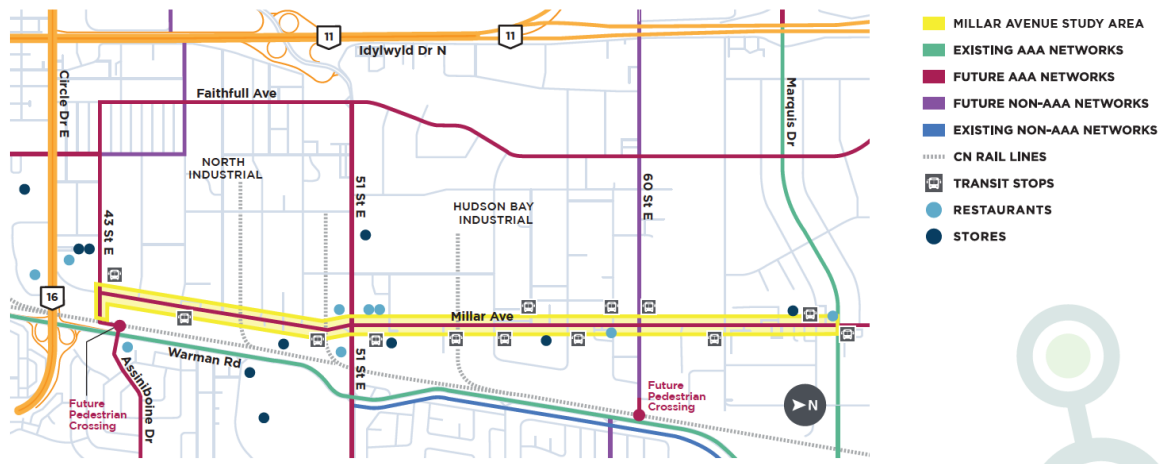 11
11
Idylwyld Dr N
Circle Dr E
Faithfull Ave
Marquis Dr
NORTH
INDUSTRIAL
51 St E
60 St E
HUDSON BAY
INDUSTRIAL
43 St E
16
Millar Ave
Warman Rd
51 St E
Assiniboine Dr
Future
Pedestrian
Crossing
Future
Pedestrian
Crossing
N
MILLAR AVENUE STUDY AREA
EXISTING AAA NETWORKS
FUTURE AAA NETWORKS
FUTURE NON-AAA NETWORKS
EXISTING NON-AAA NETWORKS
CN RAIL LINES
TRANSIT STOPS
RESTAURANTS
STORES